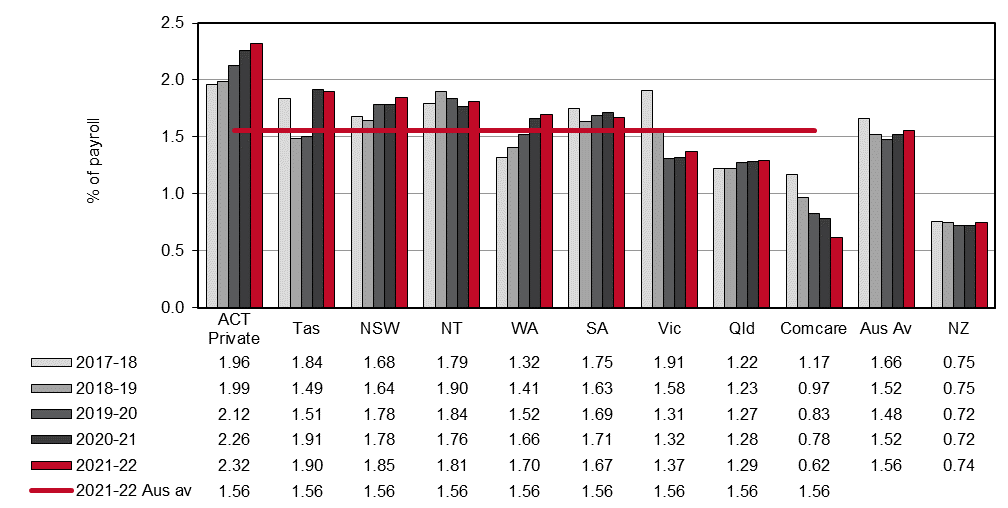 2.5
2.0
1.5
1.0
0.5
0.0
% of payroll
ACT Private Tas NSW NT WA SA Vic Qld Comcare Aus Av NZ
2017-18 1.96 1.84 1.68 1.79 1.32 1.75 1.91 1.22 1.17 1.66 0.75
2018-19 1.99 1.49 1.64 1.90 1.41 1.63 1.58 1.23 0.97 1.52 0.75
2019-20 2.12 1.51 1.78 1.84 1.52 1.69 1.31 1.27 0.83 1.48 0.72
2020-21 2.26 1.91 1.78 1.76 1.66 1.71 1.32 1.28 0.78 1.52 0.72
2021-22 2.32 1.90 1.85 1.81 1.70 1.67 1.37 1.29 0.62 1.56 0.74
2021-22 Aus av 1.56 1.56 1.56 1.56 1.56 1.56 1.56 1.56 1.56